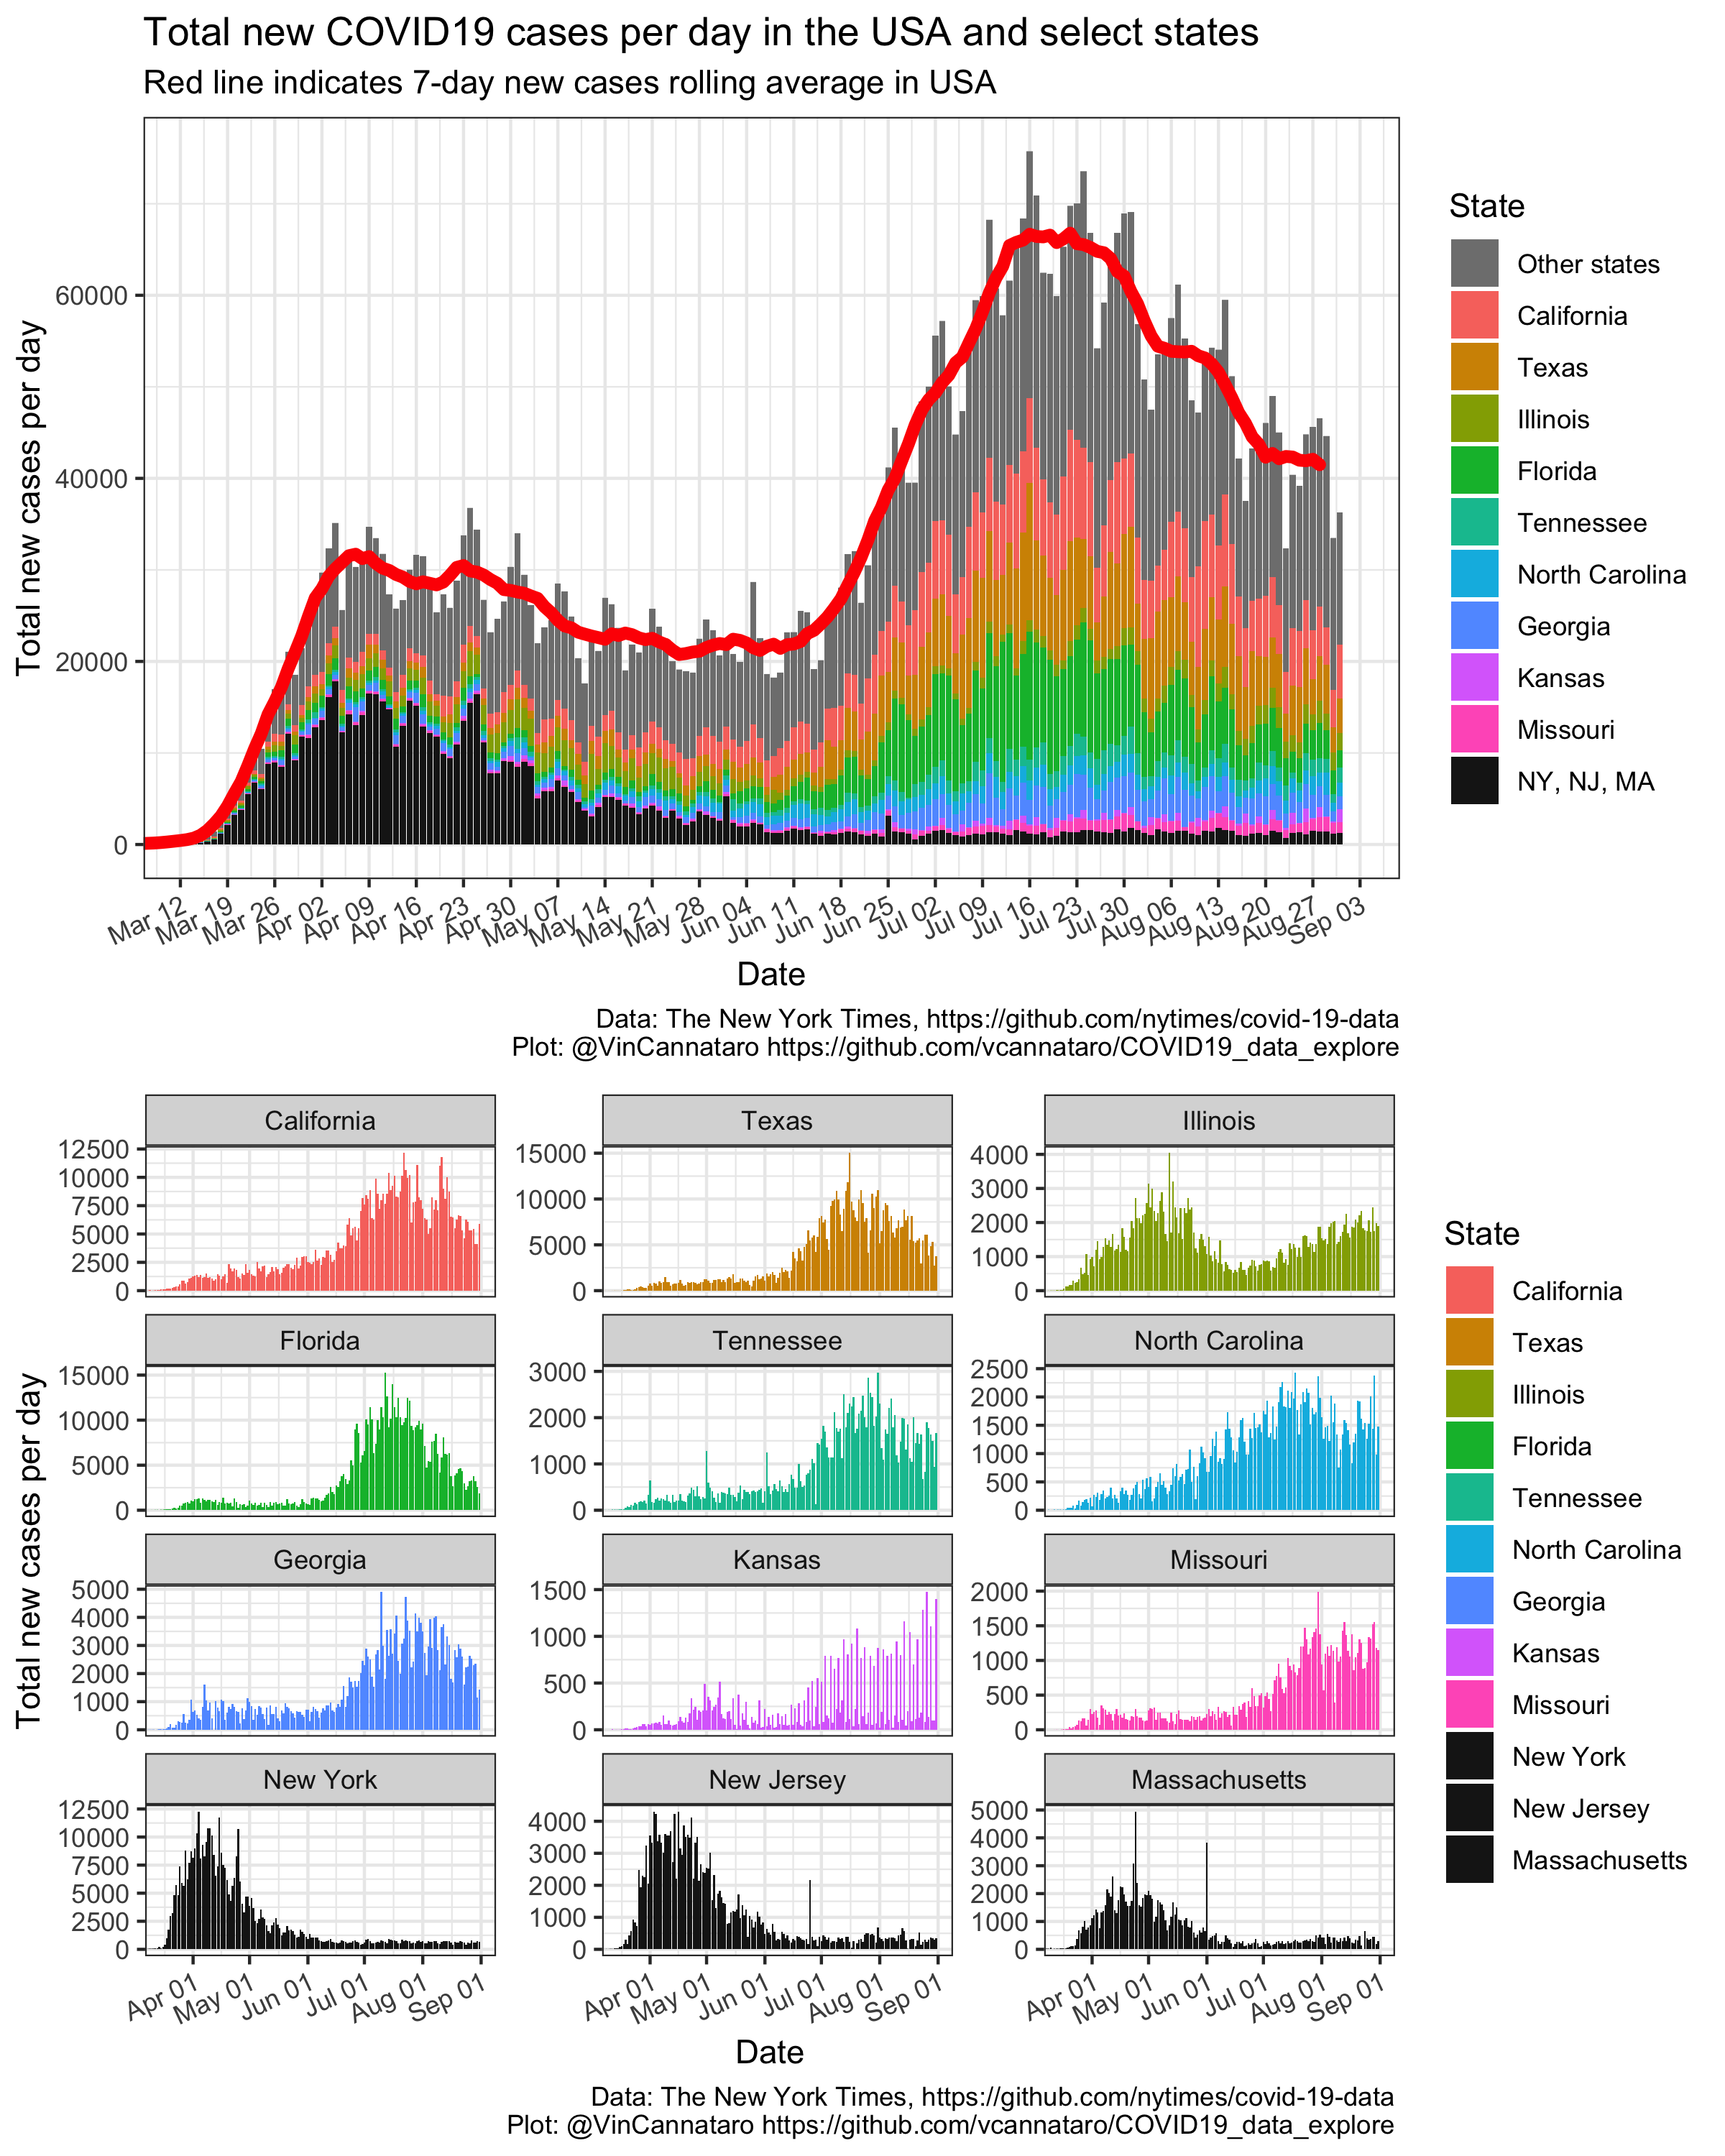 Total new COVID19 cases per day in the USA and select states
Red line indicates 7-day new cases rolling average in USA
Total new cases per day
60000
40000
20000
0
Mar 12
Mar 19
Mar 26
Apr 02
Apr 09
Apr 16
Apr 23
Apr 30
May 07
May 14
May 21
May 28
Jun 04
Jun 11
Jun 18
Jun 25
Jul 02
Jul 09
Jul 16
Jul 23
Jul 30
Aug 06
Aug 13
Aug 20
Aug 27
Sep 03
Date
State
Other states
California
Texas
Illinois
Florida
Tennessee
North Carolina
Georgia
Kansas
Missouri
NY, NJ, MA
Data: The New York Times, https://github.com/nytimes/covid-19-data
Plot: @VinCannataro https://github.com/vcannataro/COVID19_data_explore
Total new cases per day
California
12500
10000
7500
5000
2500
0
Texas
15000
10000
5000
0
Illinois
4000
3000
2000
1000
0
Florida
15000
10000
5000
0
Tennessee
3000
2000
1000
0
North Carolina
2500
2000
1500
1000
500
0
Georgia
5000
4000
3000
2000
1000
0
Kansas
1500
1000
500
0
Missouri
2000
1500
1000
500
0
New York
12500
10000
7500
5000
2500
0
New Jersey
4000
3000
2000
1000
0
Massachusetts
5000
4000
3000
2000
1000
0
Apr 01
May 01
Jun 01
Jul 01
Aug 01
Sep 01
Apr 01
May 01
Jun 01
Jul 01
Aug 01
Sep 01
Apr 01
May 01
Jun 01
Jul 01
Aug 01
Sep 01
Date
State
California
Texas
Illinois
Florida
Tennessee
North Carolina
Georgia
Kansas
Missouri
New York
New Jersey
Massachusetts
Data: The New York Times, https://github.com/nytimes/covid-19-data
Plot: @VinCannataro https://github.com/vcannataro/COVID19_data_explore